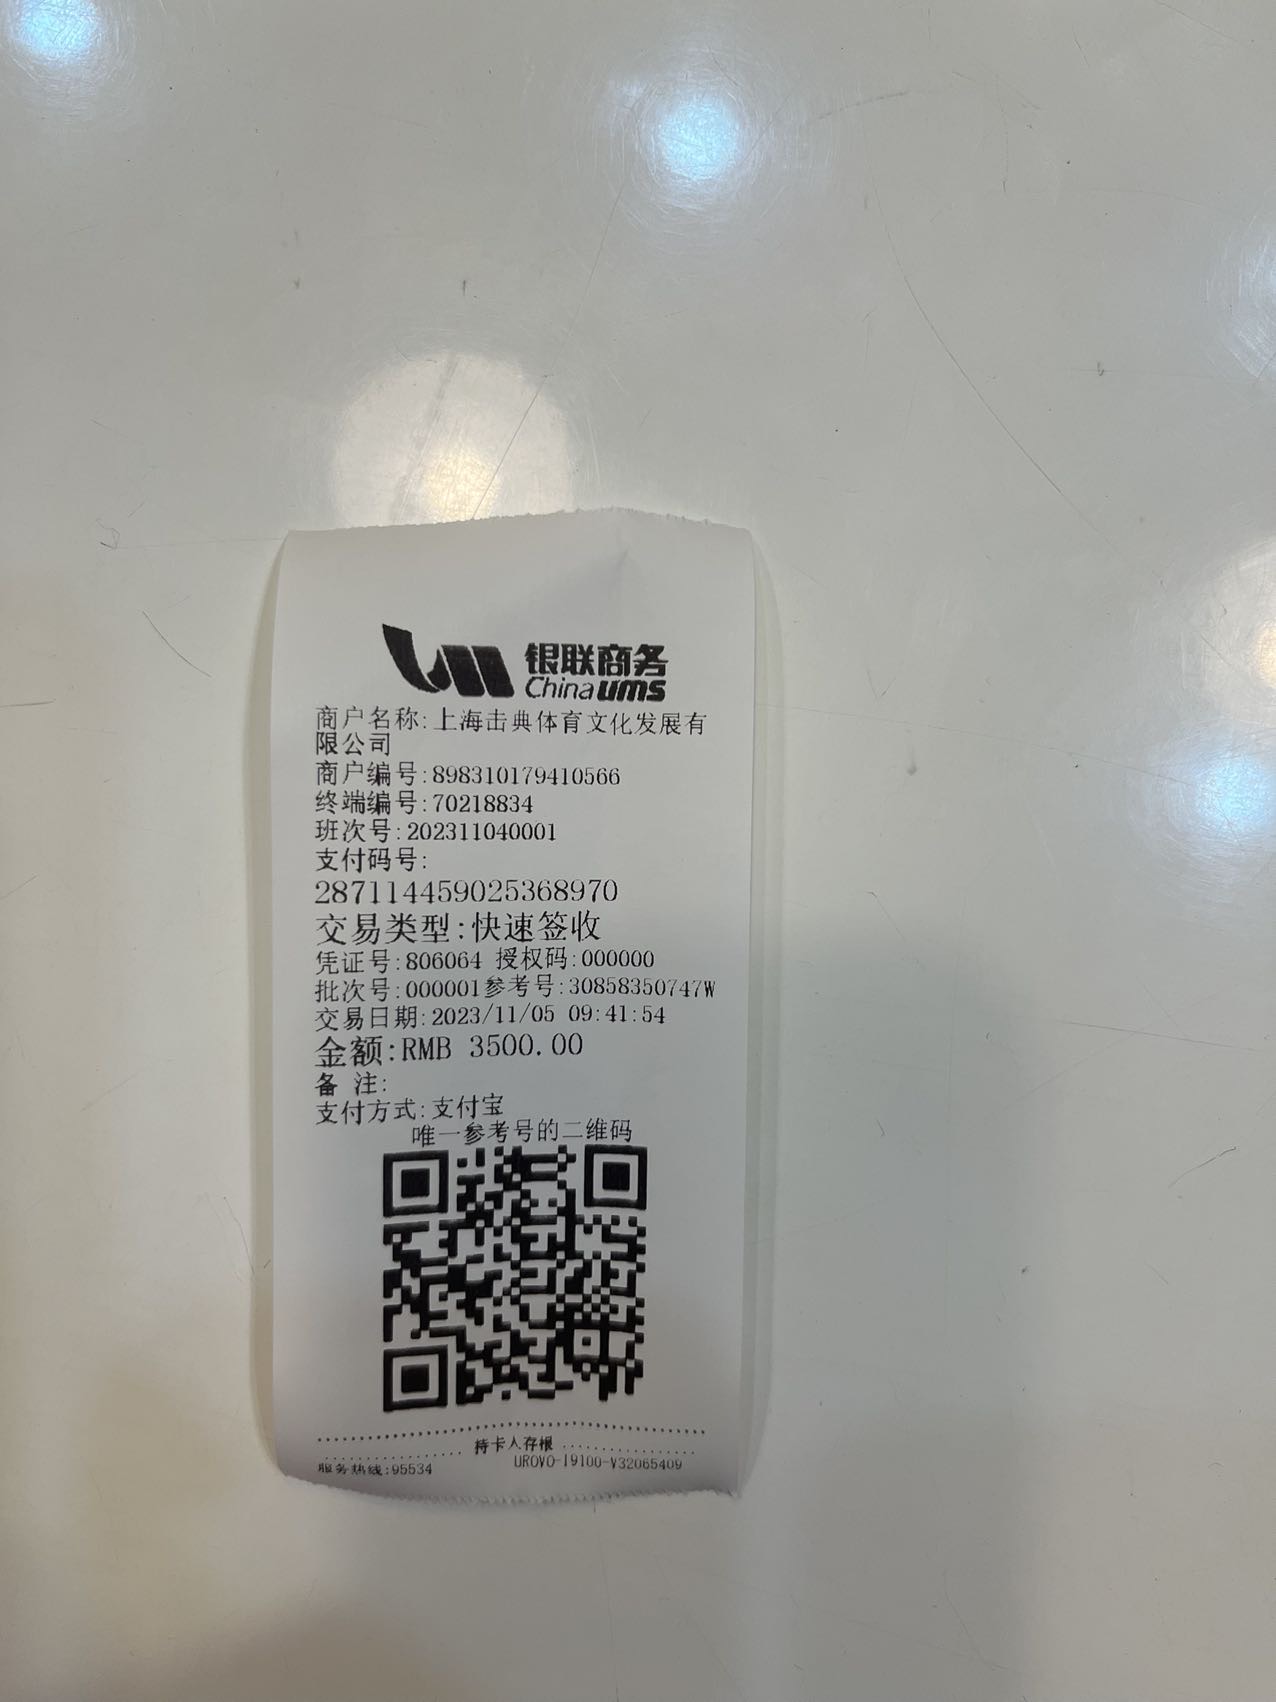 银联商务
China ums
商户名称:上海击典体育文化发展有
限公司
商户编号:898310179410566
终端编号:70218834
班次号:202311040001
支付码号:
287114459025368970
交易类型:快速签收
凭证号:806064 授权码:000000
批次号:000001参考号:30858350747W
交易日期:2023/11/05 09:41:54
金额:RMB 3500.00
备 注:
支付方式:支付宝
唯一参考号的二维码
持卡人存根
服务热线:95534 UROVO-I9100-V32065409